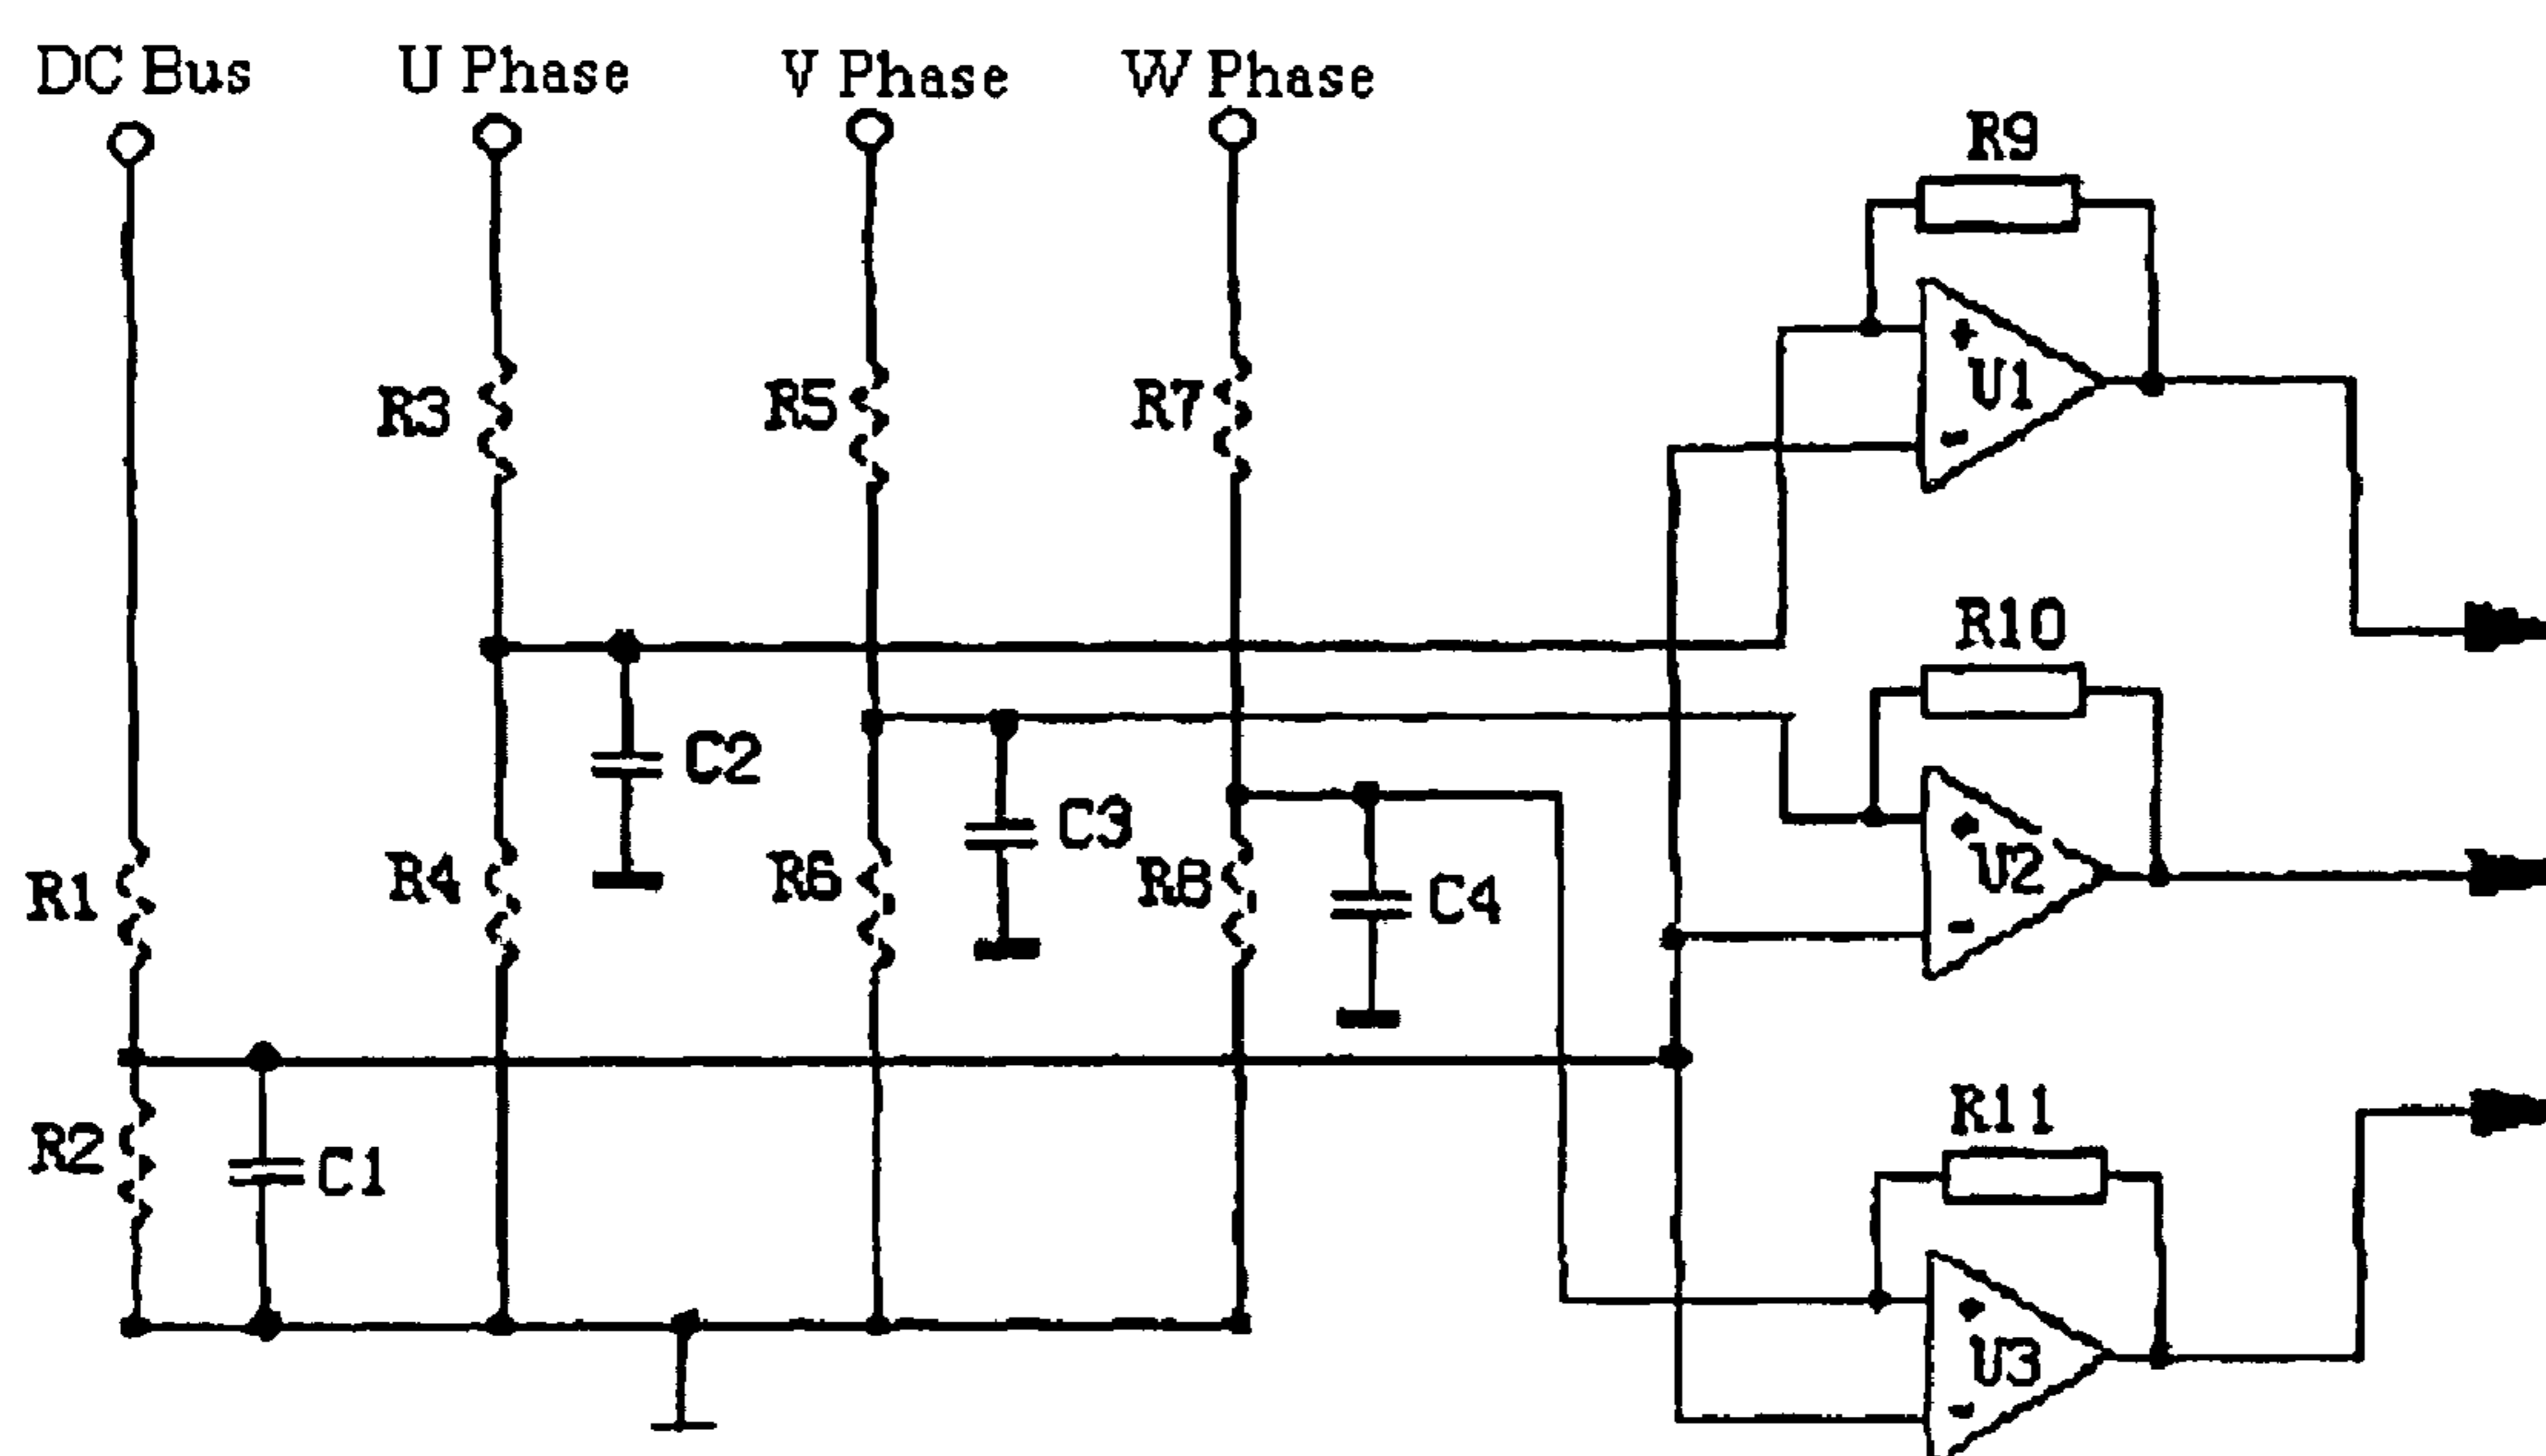 DC Bus
U Phase
V Phase
W Phase
R9
+
U1
-
R3
R5
R7
R10
+
U2
-
C2
C3
R1
R4
R6
R8
C4
R2
C1
R11
+
U3
-